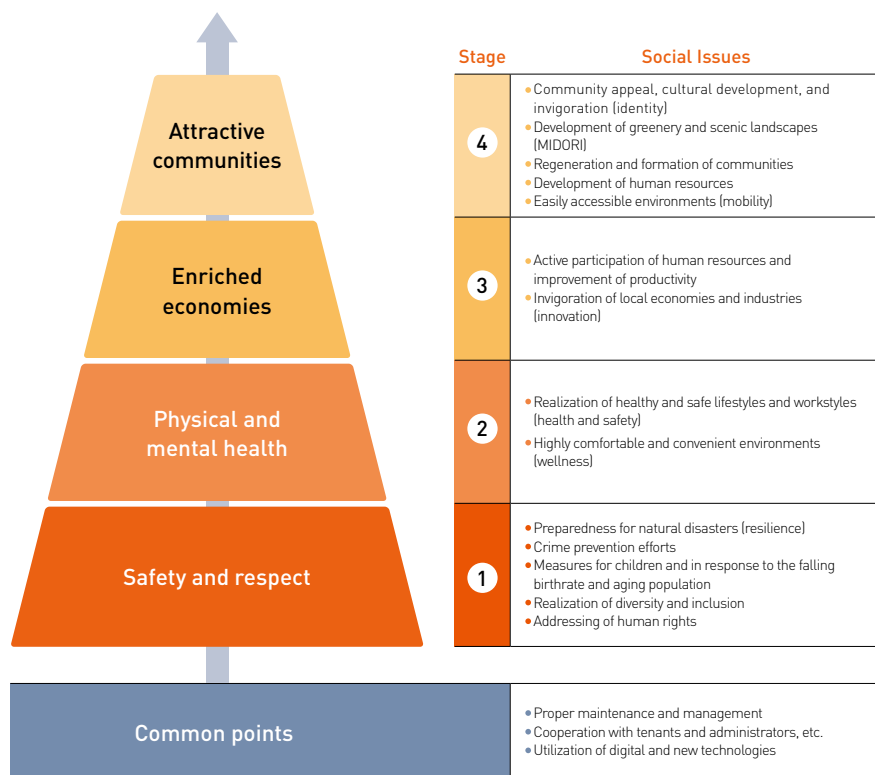 Stage
Social Issues
Attractive
communities
4
Community appeal, cultural development, and
invigoration (identity)
Development of greenery and scenic landscapes
(MIDORI)
Regeneration and formation of communities
Development of human resources
Easily accessible environments (mobility)
Enriched
economies
3
Active participation of human resources and
improvement of productivity
Invigoration of local economies and industries
(innovation)
Physical and
mental health
2
Realization of healthy and safe lifestyles and workstyles
(health and safety)
Highly comfortable and convenient environments
(wellness)
Safety and respect
1
Preparedness for natural disasters (resilience)
Crime prevention efforts
Measures for children and in response to the falling
birthrate and aging population
Realization of diversity and inclusion
Addressing of human rights
Common points
Proper maintenance and management
Cooperation with tenants and administrators, etc.
Utilization of digital and new technologies